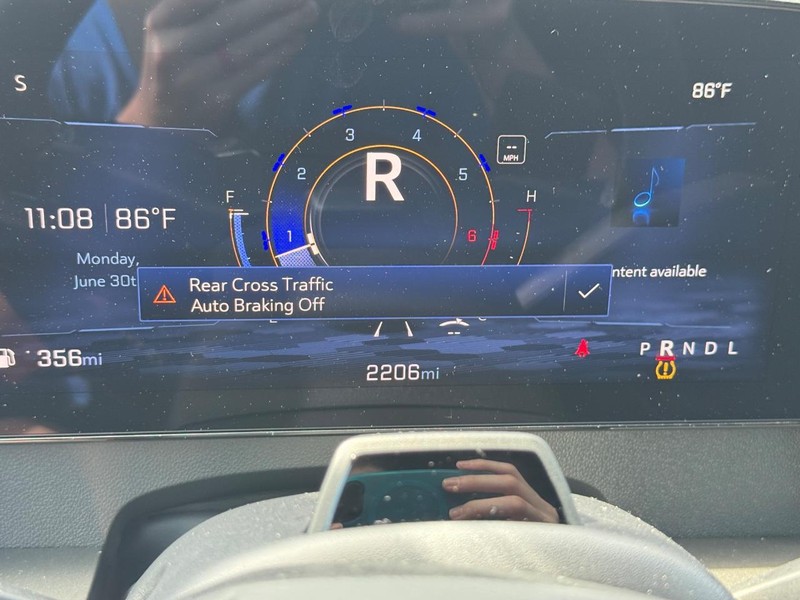 S
86°F
3
4
2
5
R
-- MPH
F
H
11:08 | 86°F
1
6
Monday,
June 30t
Rear Cross Traffic
Auto Braking Off
ntent available
356mi
--
PRNDL
2206mi